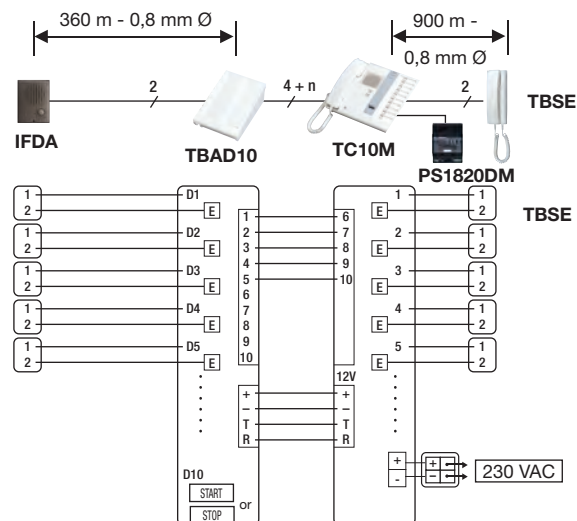 360 m - 0,8 mm Ø
900 m -
0,8 mm Ø
2
4 + n
2
TBSE
IFDA
TBAD10
TC10M
PS1820DM
TBSE
1
2
D1
E
1
2
D2
E
1
2
D3
E
1
2
D4
E
1
2
D5
E
1
2
3
4
5
6
7
8
9
10
6
7
8
9
10
1
E
1
2
2
E
1
2
3
E
1
2
4
E
1
2
5
E
1
2
12V
+
–
T
R
+
–
T
R
D10
START
or
STOP
+
-
+
–
230 VAC